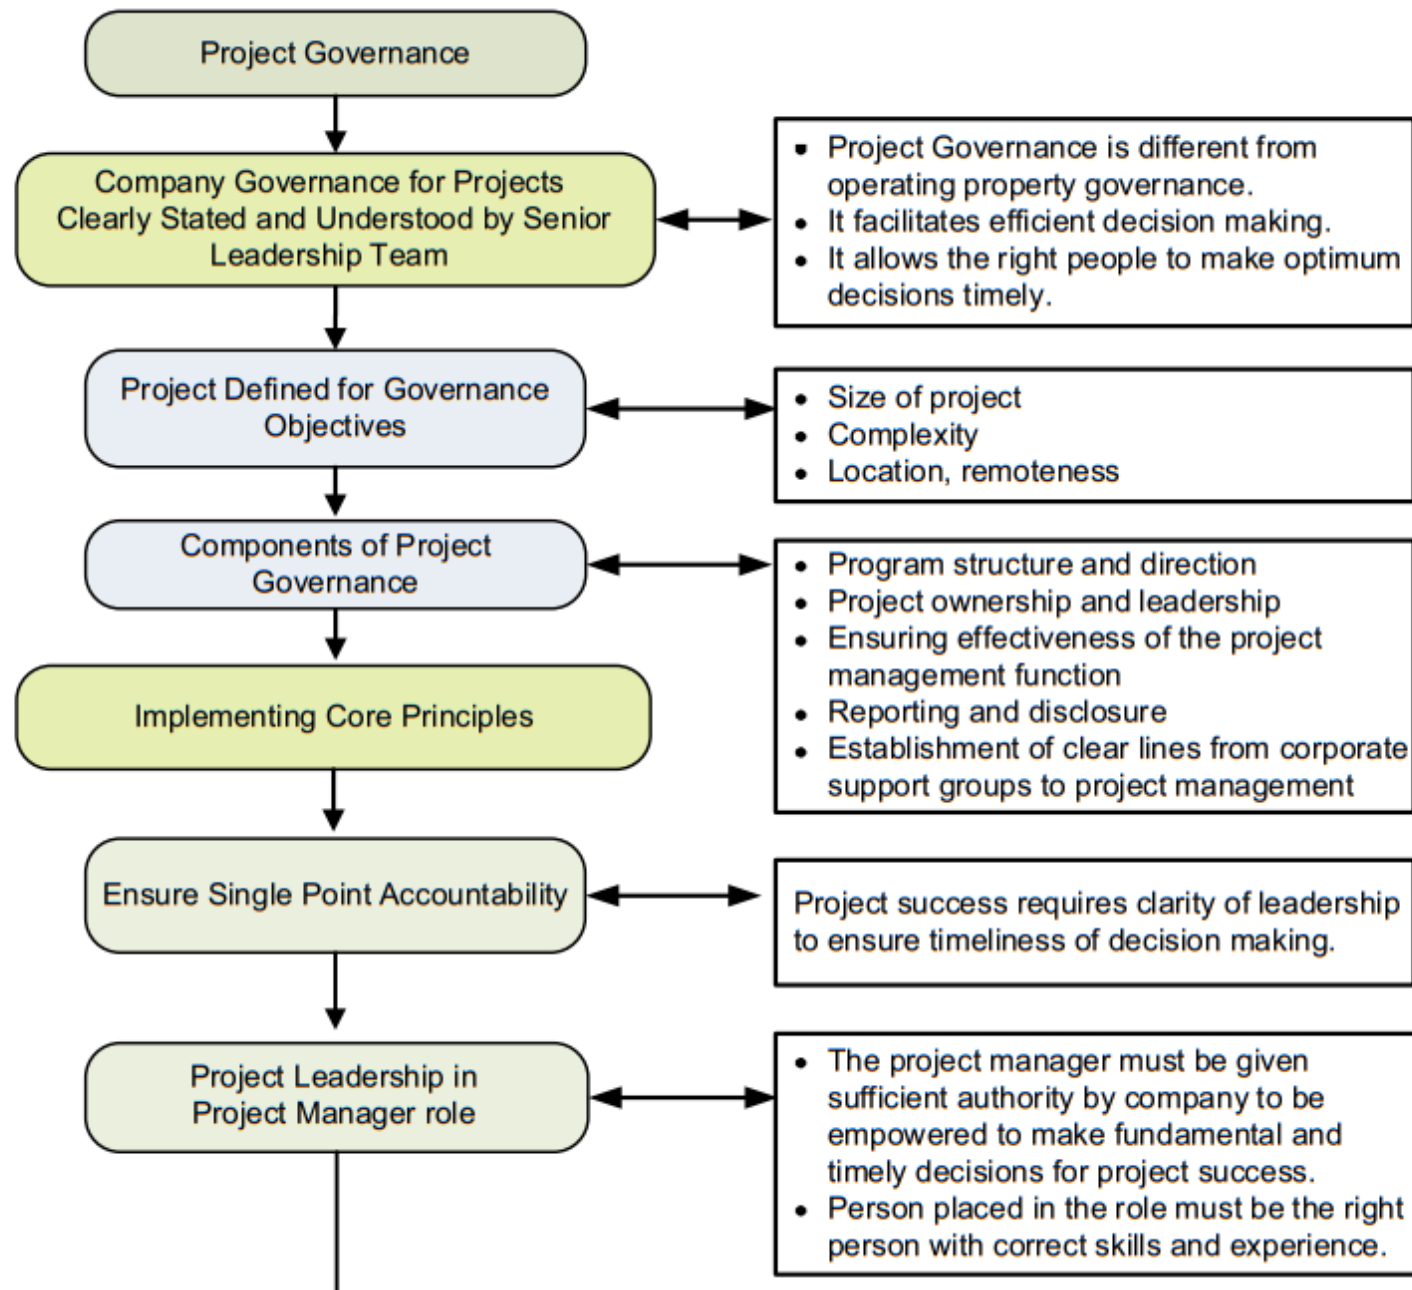 Project Governance
Company Governance for Projects
Clearly Stated and Understood by Senior
Leadership Team
• Project Governance is different from
operating property governance.
• It facilitates efficient decision making.
• It allows the right people to make optimum
decisions timely.
Project Defined for Governance
Objectives
• Size of project
• Complexity
• Location, remoteness
Components of Project
Governance
• Program structure and direction
• Project ownership and leadership
• Ensuring effectiveness of the project
management function
• Reporting and disclosure
• Establishment of clear lines from corporate
support groups to project management
Implementing Core Principles
Ensure Single Point Accountability
Project success requires clarity of leadership
to ensure timeliness of decision making.
Project Leadership in
Project Manager role
• The project manager must be given
sufficient authority by company to be
empowered to make fundamental and
timely decisions for project success.
• Person placed in the role must be the right
person with correct skills and experience.